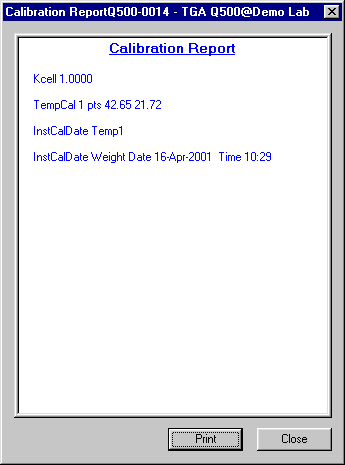 Calibration ReportQ500-0014 - TGA Q500@Demo Lab
Calibration Report
Kcell 1.0000
TempCal 1 pts 42.65 21.72
InstCalDate Temp1
InstCalDate Weight Date 16-Apr-2001 Time 10:29
Print Close